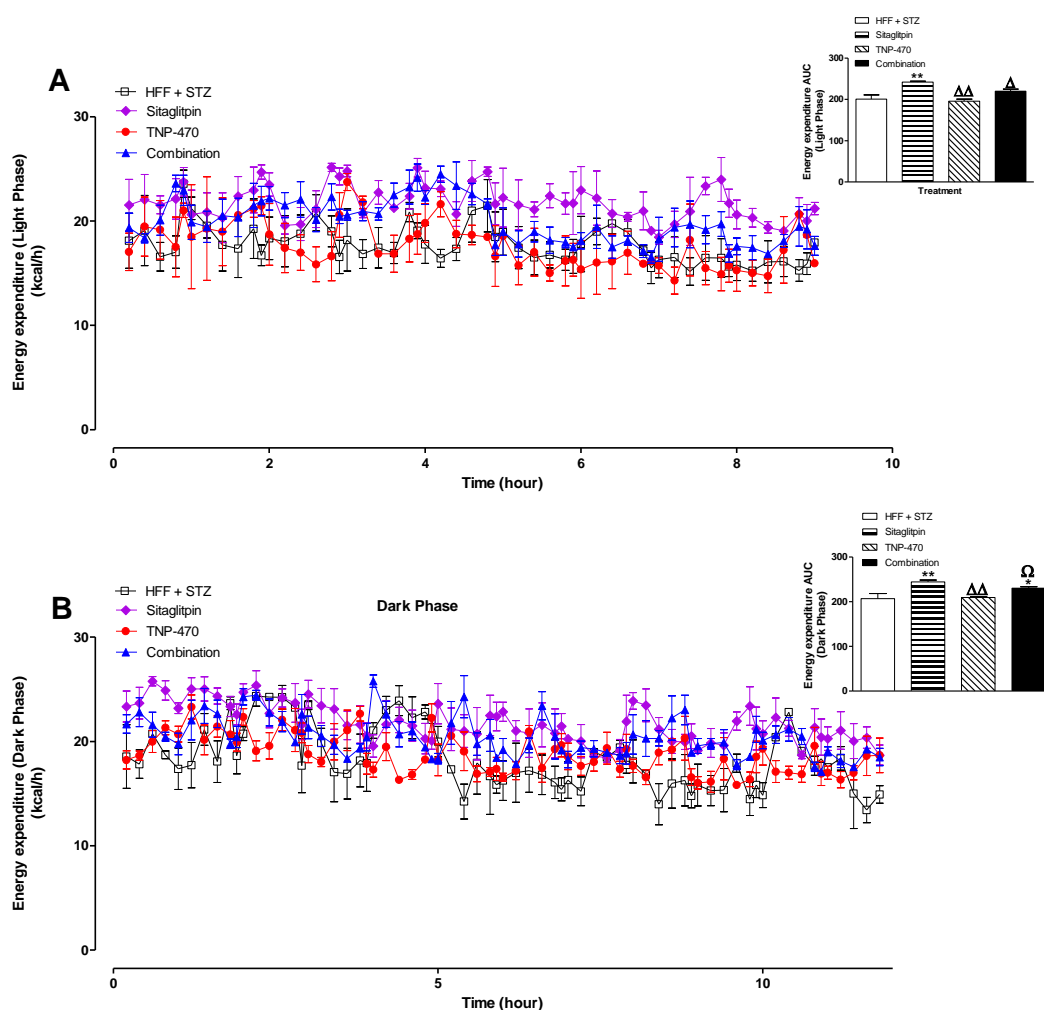 A
HFF + STZ
Sitaglitpin
TNP-470
Combination
Energy expenditure (Light Phase)
(kcal/h)
30
20
10
0
0
2
4
6
8
10
Time (hour)
HFF + STZ
Sitaglitpin
TNP-470
Combination
Energy expenditure AUC
(Light Phase)
300
200
100
0
**
ΔΔ
Δ
Treatment
B
Dark Phase
HFF + STZ
Sitaglitpin
TNP-470
Combination
Energy expenditure (Dark Phase)
(kcal/h)
30
20
10
0
0
5
10
Time (hour)
HFF + STZ
Sitaglitpin
TNP-470
Combination
Energy expenditure AUC
(Dark Phase)
300
200
100
0
**
ΔΔ
Ω
*